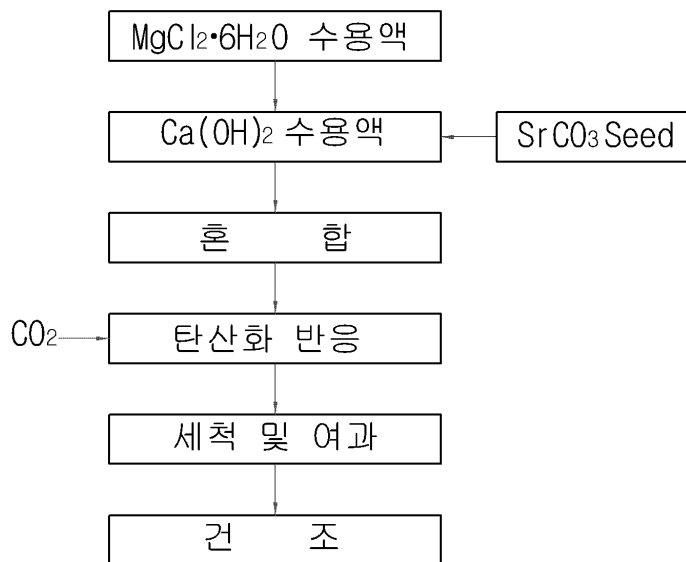 MgCl₂•6H₂O 수용액
Ca(OH)₂ 수용액
SrCO₃ Seed
혼 합
CO₂
탄산화 반응
세척 및 여과
건 조